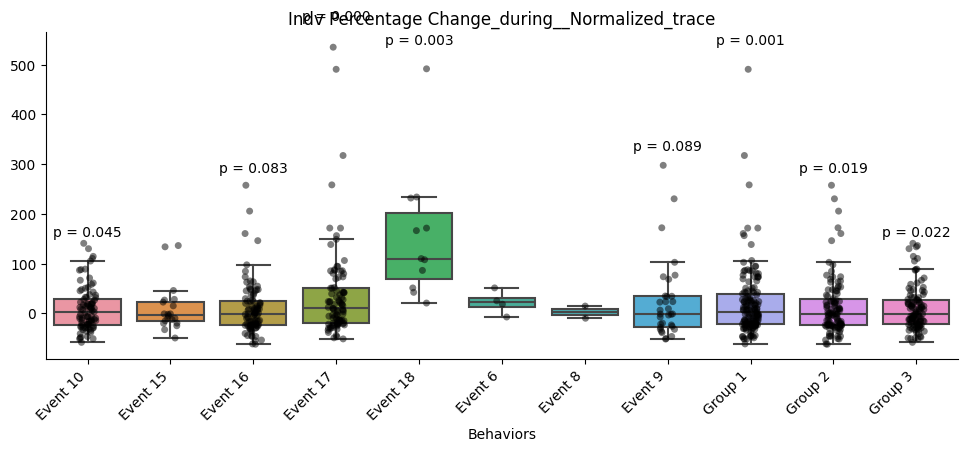 Indv Percentage Change_during__Normalized_trace
p = 0.000
p = 0.003
p = 0.001
p = 0.089
p = 0.083
p = 0.019
p = 0.045
p = 0.022
500
400
300
200
100
0
Event 10
Event 15
Event 16
Event 17
Event 18
Event 6
Event 8
Event 9
Group 1
Group 2
Group 3
Behaviors